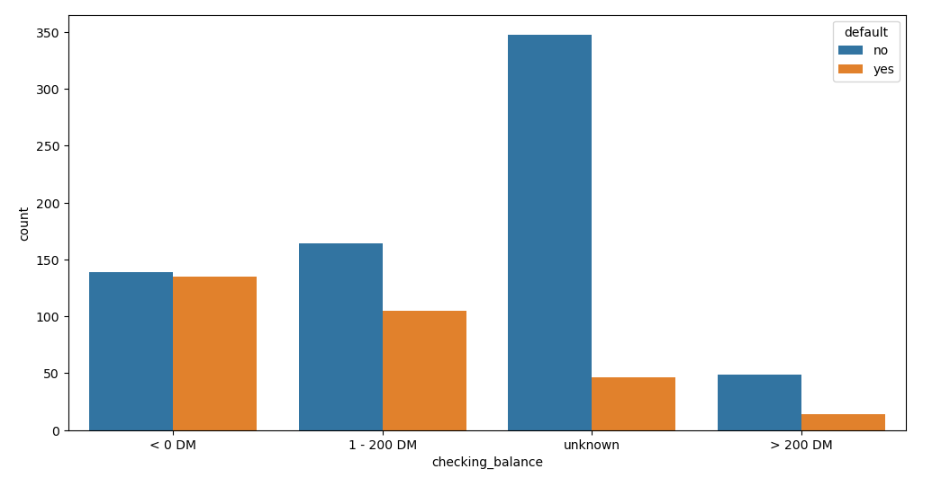 default
no
yes
350
300
250
200
150
100
50
0
count
< 0 DM
1 - 200 DM
unknown
> 200 DM
checking_balance